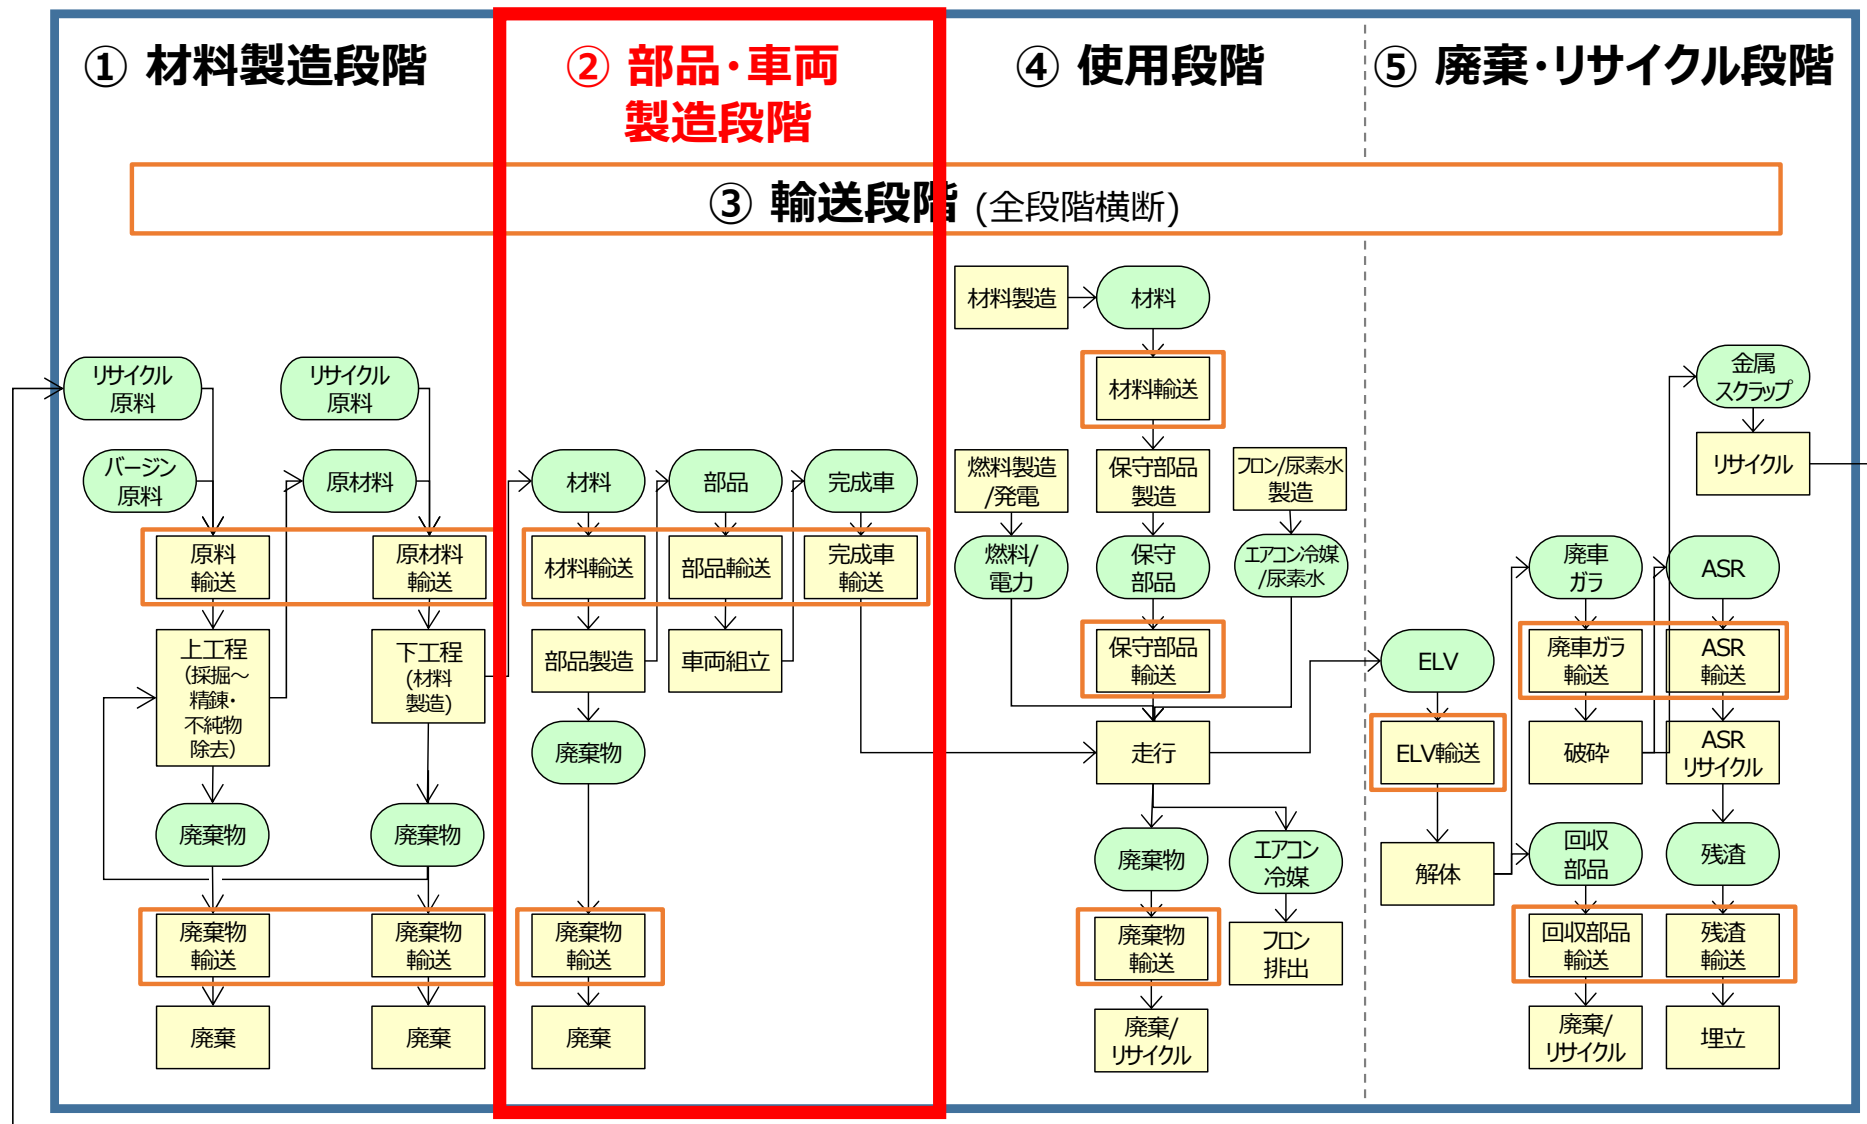 ① 材料製造段階
② 部品・車両
製造段階
④ 使用段階
⑤ 廃棄・リサイクル段階
③ 輸送段階 (全段階横断)
リサイクル
原料
リサイクル
原料
バージン
原料
原材料
原料
輸送
原材料
輸送
上工程
(採掘～
精錬・
不純物
除去)
下工程
(材料
製造)
廃棄物
廃棄物
廃棄物
輸送
廃棄物
輸送
廃棄
廃棄
材料
部品
完成車
材料輸送
部品輸送
完成車
輸送
部品製造
車両組立
廃棄物
廃棄物
輸送
廃棄
材料製造
材料
材料輸送
燃料製造
/発電
保守部品
製造
フロン/尿素水
製造
燃料/
電力
保守
部品
エアコン冷媒
/尿素水
保守部品
輸送
走行
廃棄物
エアコン
冷媒
廃棄物
輸送
フロン
排出
廃棄/
リサイクル
金属
スクラップ
リサイクル
廃車
ガラ
ASR
ELV
廃車ガラ
輸送
ASR
輸送
ELV輸送
破砕
ASR
リサイクル
解体
回収
部品
残渣
回収部品
輸送
残渣
輸送
廃棄/
リサイクル
埋立